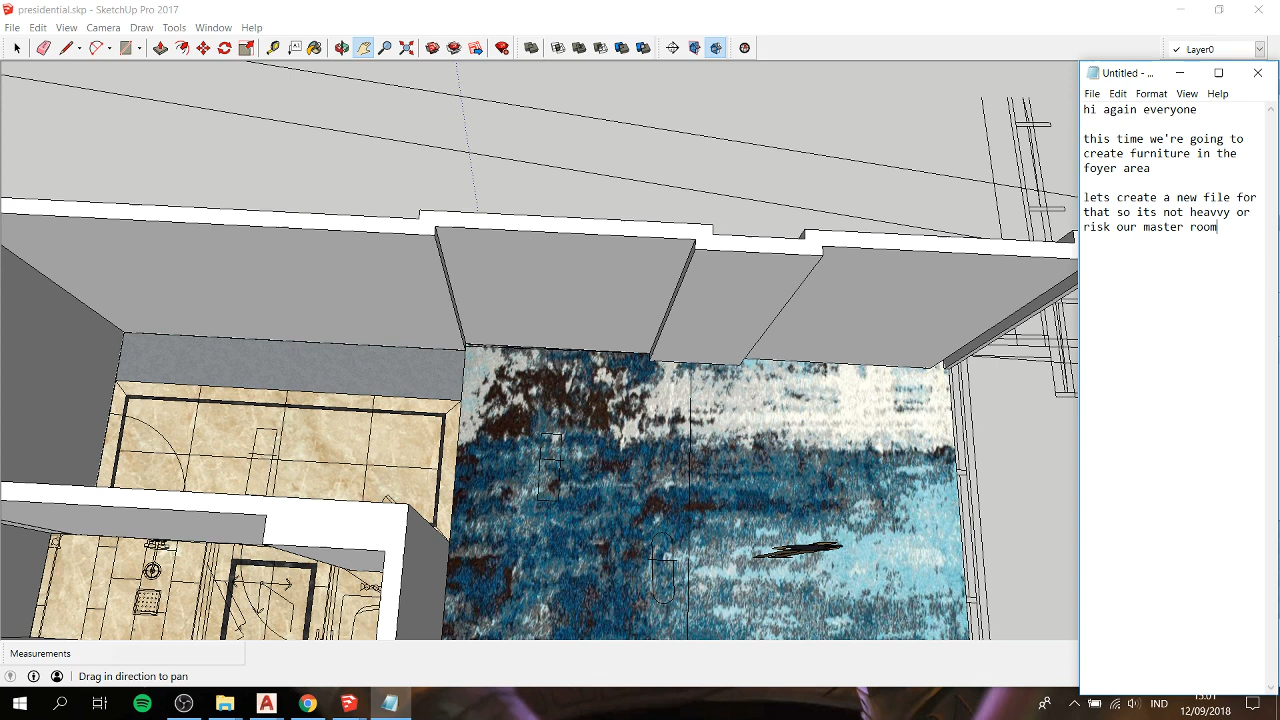 presidential.skp - SketchUp Pro 2017
File Edit View Camera Draw Tools Window Help
Layer0
Untitled - ...
File Edit Format View Help
hi again everyone
this time we're going to
create furniture in the
foyer area
lets create a new file for
that so its not heavvy or
risk our master room
Measurements
Drag in direction to pan
IND
12/09/2018